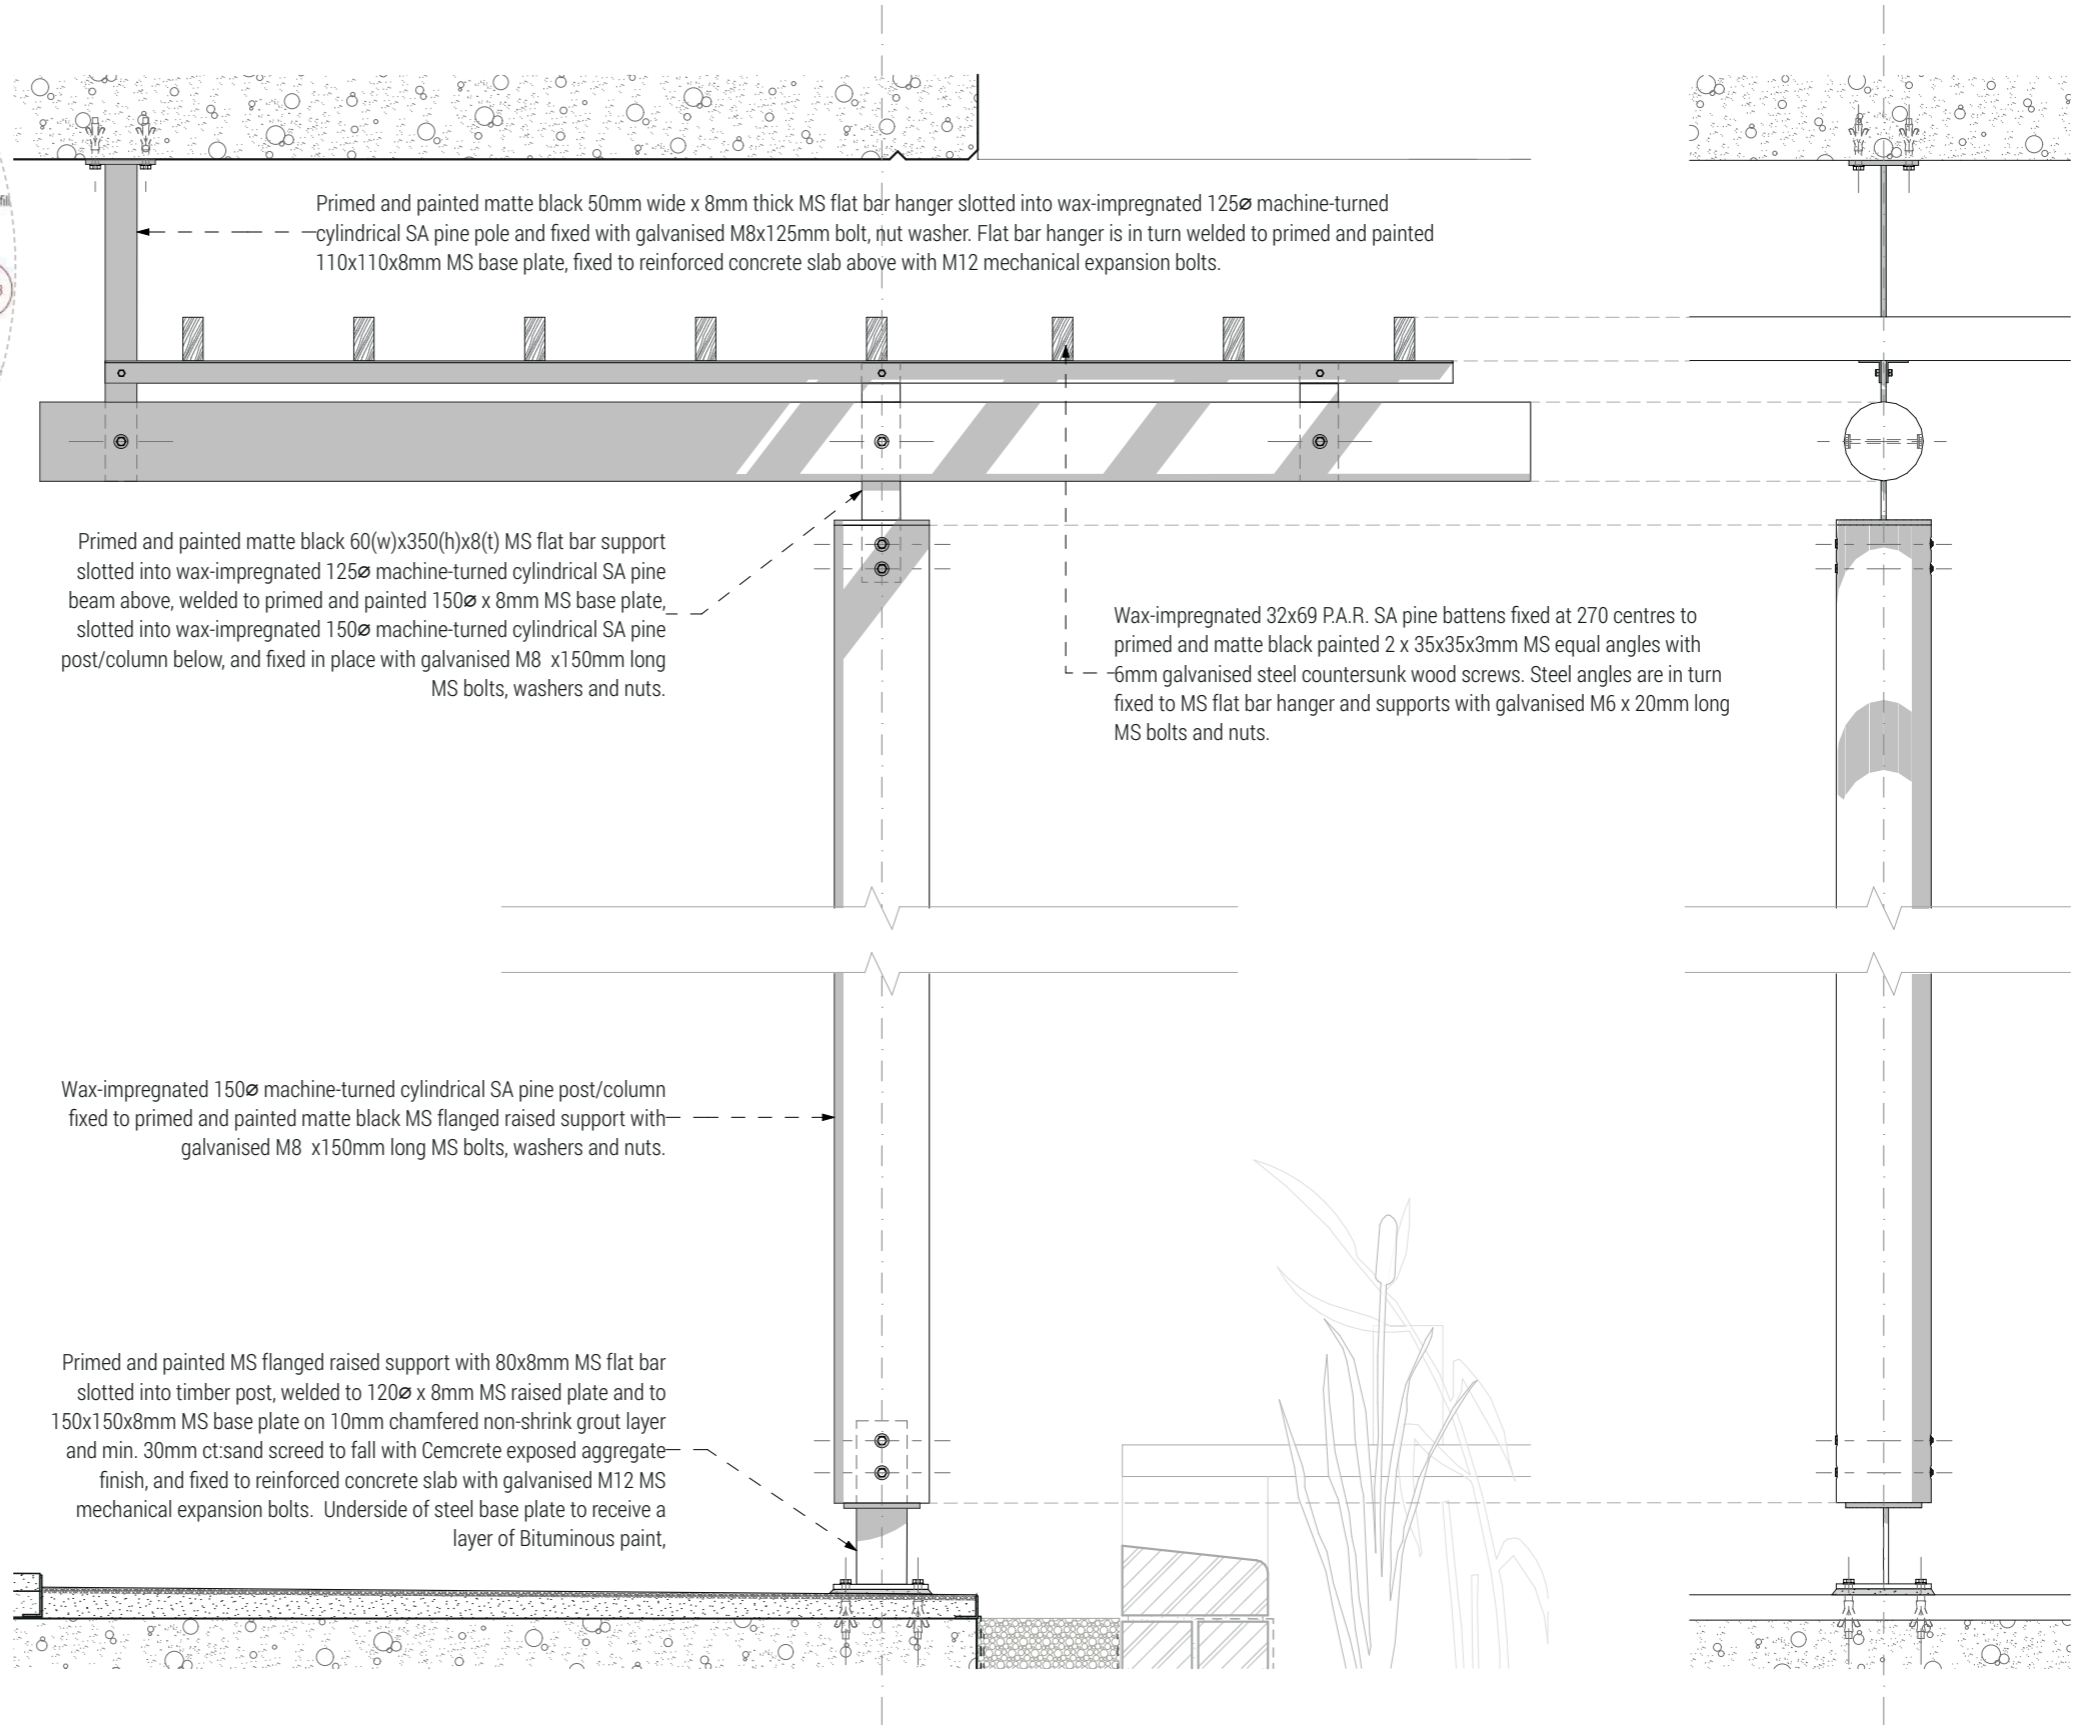 Primed and painted matte black 50mm wide x 8mm thick MS flat bar hanger slotted into wax-impregnated 125ø machine-turned
cylindrical SA pine pole and fixed with galvanised M8x125mm bolt, nut washer. Flat bar hanger is in turn welded to primed and painted
110x110x8mm MS base plate, fixed to reinforced concrete slab above with M12 mechanical expansion bolts.
Primed and painted matte black 60(w)x350(h)x8(t) MS flat bar support
slotted into wax-impregnated 125ø machine-turned cylindrical SA pine
beam above, welded to primed and painted 150ø x 8mm MS base plate,
slotted into wax-impregnated 150ø machine-turned cylindrical SA pine
post/column below, and fixed in place with galvanised M8 x150mm long
MS bolts, washers and nuts.
Wax-impregnated 32x69 P.A.R. SA pine battens fixed at 270 centres to
primed and matte black painted 2 x 35x35x3mm MS equal angles with
6mm galvanised steel countersunk wood screws. Steel angles are in turn
fixed to MS flat bar hanger and supports with galvanised M6 x 20mm long
MS bolts and nuts.
Wax-impregnated 150ø machine-turned cylindrical SA pine post/column
fixed to primed and painted matte black MS flanged raised support with
galvanised M8 x150mm long MS bolts, washers and nuts.
Primed and painted MS flanged raised support with 80x8mm MS flat bar
slotted into timber post, welded to 120ø x 8mm MS raised plate and to
150x150x8mm MS base plate on 10mm chamfered non-shrink grout layer
and min. 30mm ct:sand screed to fall with Cemcrete exposed aggregate
finish, and fixed to reinforced concrete slab with galvanised M12 MS
mechanical expansion bolts. Underside of steel base plate to receive a
layer of Bituminous paint,